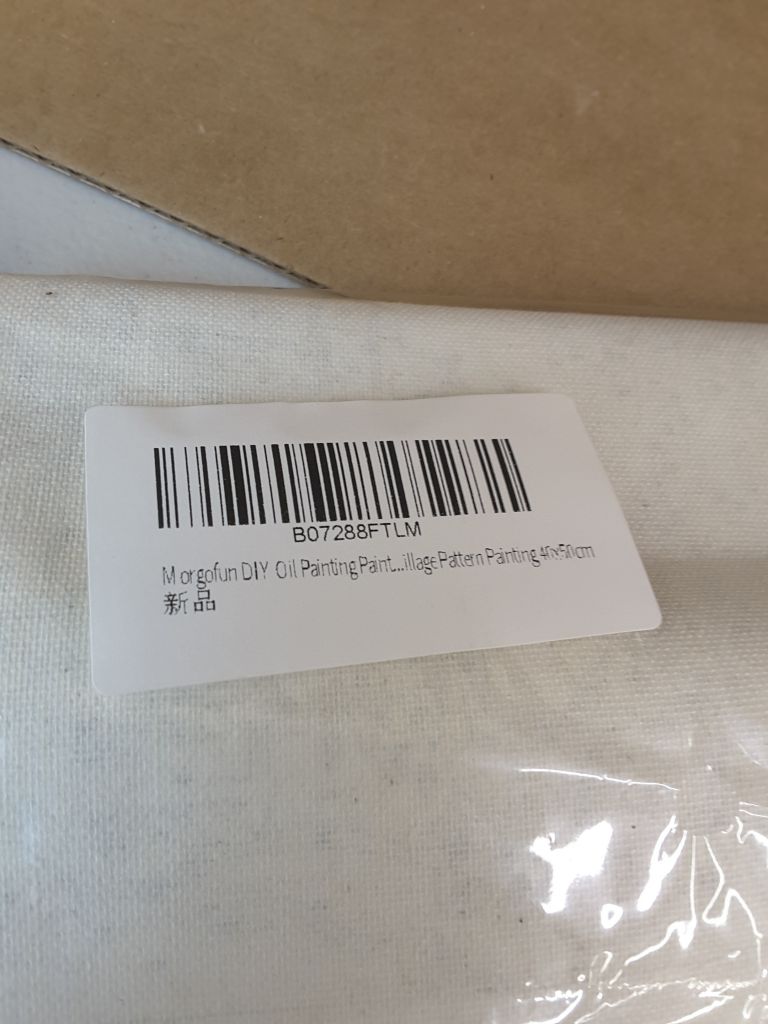 B07288FTLM
Morgofun DIY Oil Painting Paint...illage Pattern Painting 40x50cm
新品